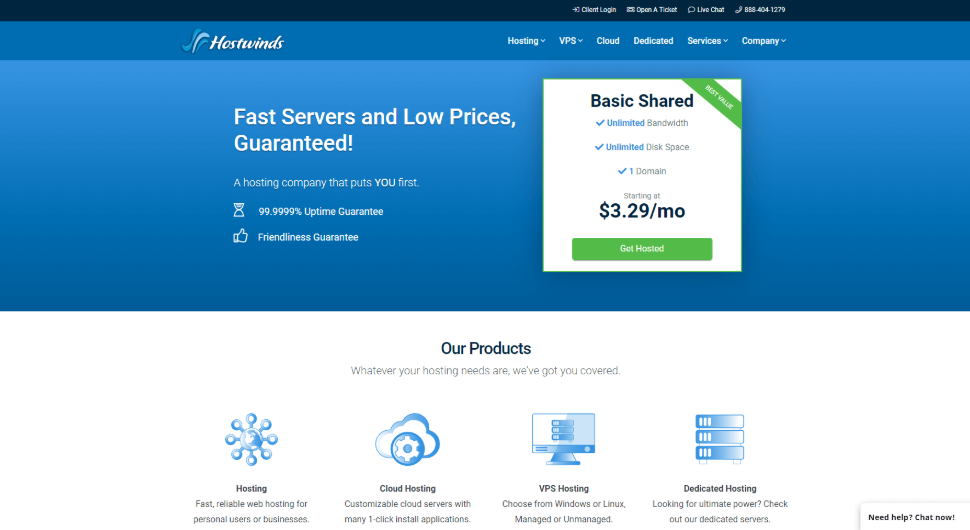 Client Login Open A Ticket Live Chat 888-404-1279
Hostwinds Hosting VPS Cloud Dedicated Services Company
BEST VALUE
Fast Servers and Low Prices,
Guaranteed!
A hosting company that puts YOU first.
99.9999% Uptime Guarantee
Friendliness Guarantee
Basic Shared
Unlimited Bandwidth
Unlimited Disk Space
1 Domain
Starting at
$3.29/mo
Get Hosted
Our Products
Whatever your hosting needs are, we've got you covered.
Hosting
Fast, reliable web hosting for
personal users or businesses.
Cloud Hosting
Customizable cloud servers with
many 1-click install applications.
VPS Hosting
Choose from Windows or Linux,
Managed or Unmanaged.
Dedicated Hosting
Looking for ultimate power? Check
out our dedicated servers.
Need help? Chat now!